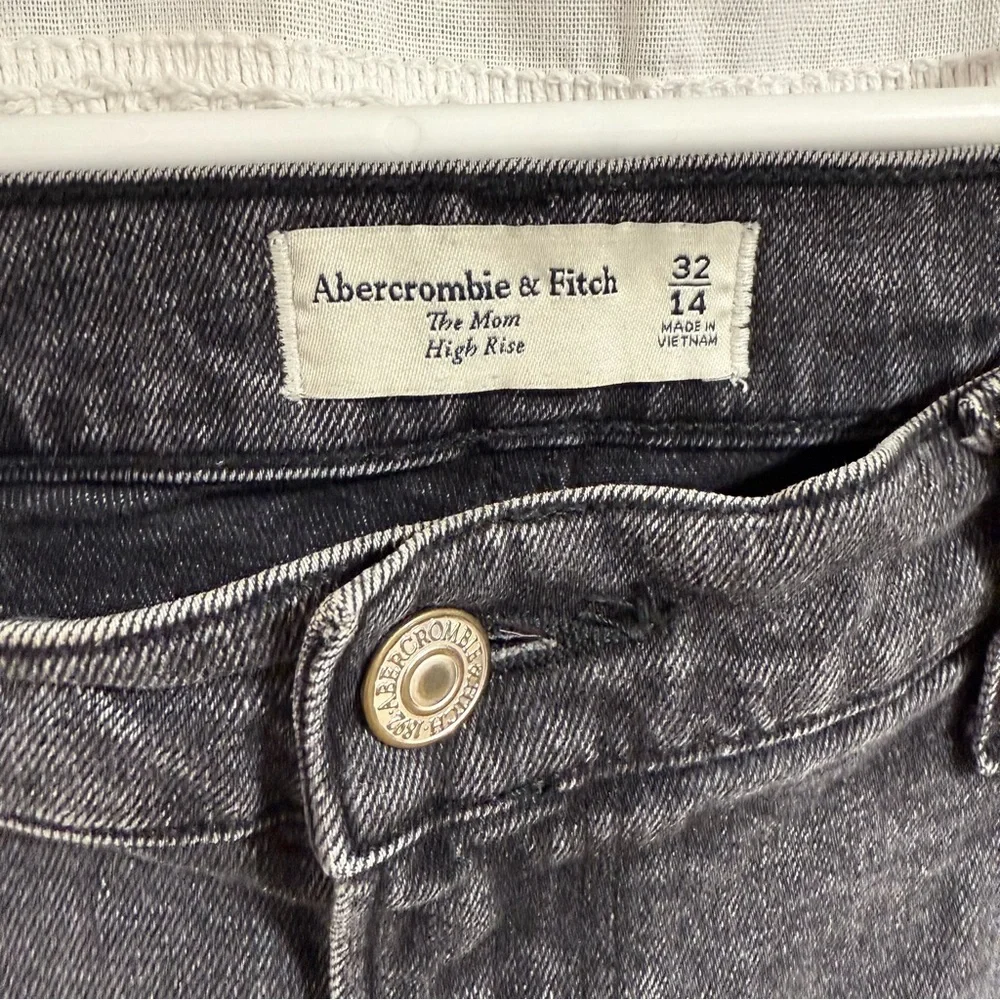 Abercrombie & Fitch
The Mom
High Rise
32
14
MADE IN
VIETNAM
ABERCROMBIE & FITCH · 1892 ·